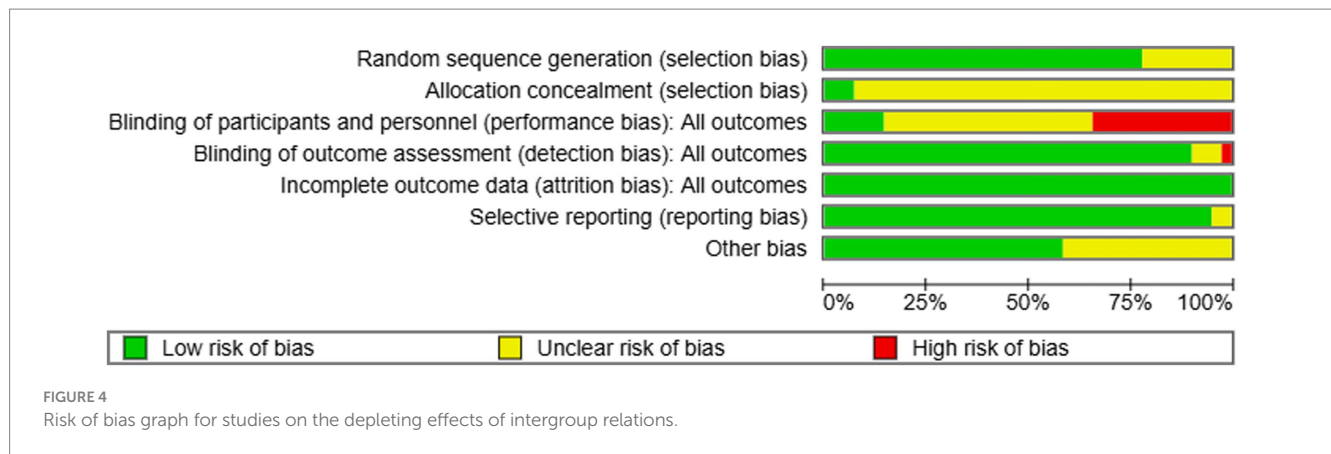 Random sequence generation (selection bias)
Allocation concealment (selection bias)
Blinding of participants and personnel (performance bias): All outcomes
Blinding of outcome assessment (detection bias): All outcomes
Incomplete outcome data (attrition bias): All outcomes
Selective reporting (reporting bias)
Other bias
0% 25% 50% 75% 100%
Low risk of bias Unclear risk of bias High risk of bias
FIGURE 4
Risk of bias graph for studies on the depleting effects of intergroup relations.